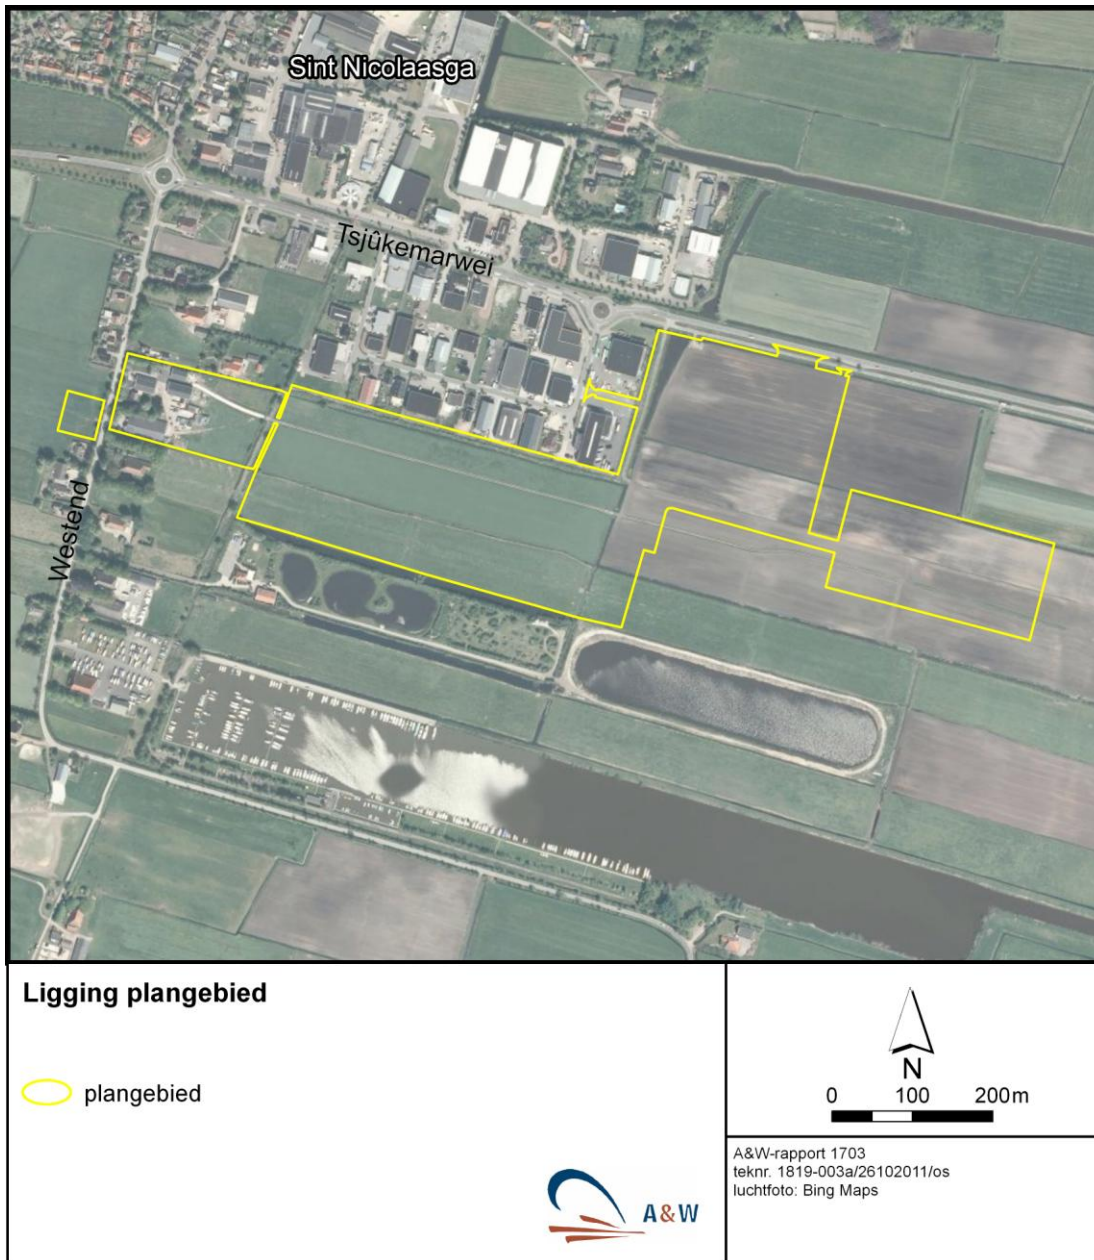 Sint Nicolaasga
Tsjûkemarwei
Westend
Ligging plangebied
plangebied
N
0 100 200m
A&W
A&W-rapport 1703
teknr. 1819-003a/26102011/os
luchtfoto: Bing Maps